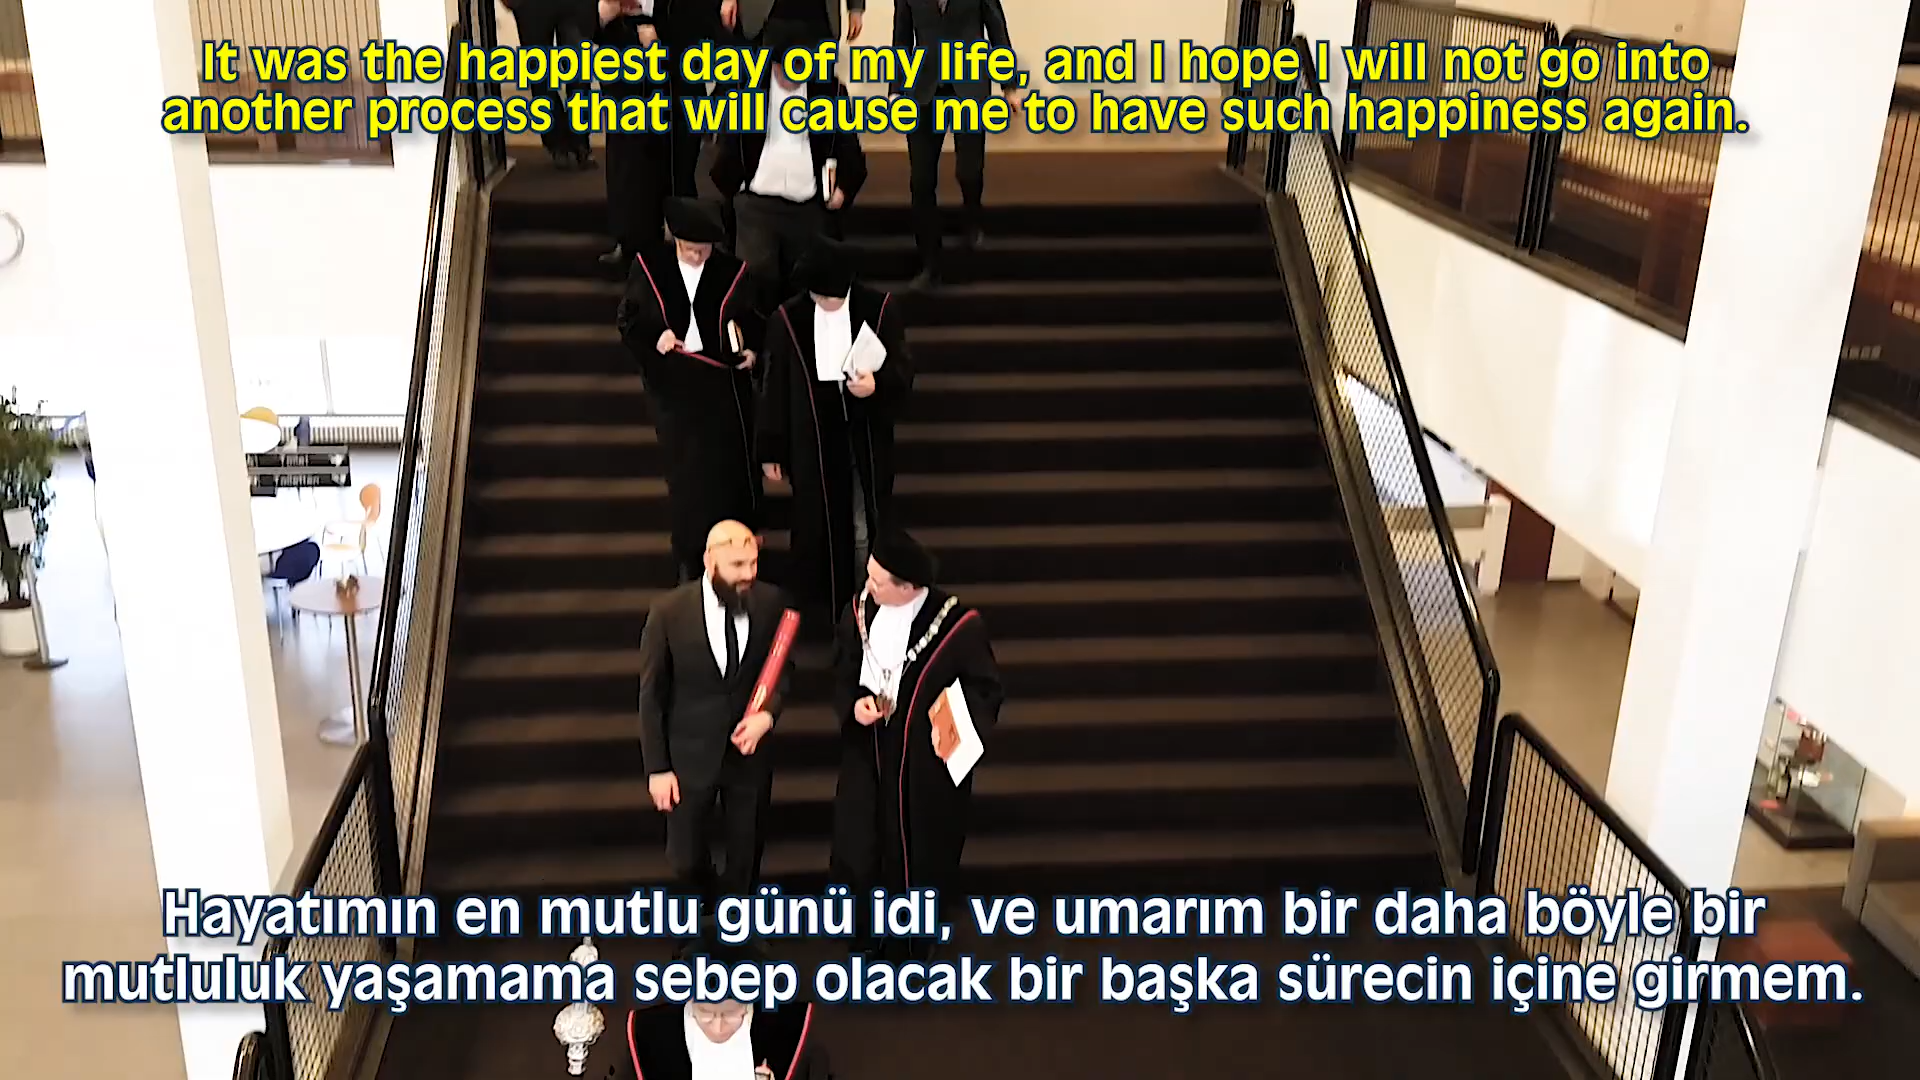 It was the happiest day of my life, and I hope I will not go into
another process that will cause me to have such happiness again.
Hayatımın en mutlu günü idi, ve umarım bir daha böyle bir
mutluluk yaşamama sebep olacak bir başka sürecin içine girmem.